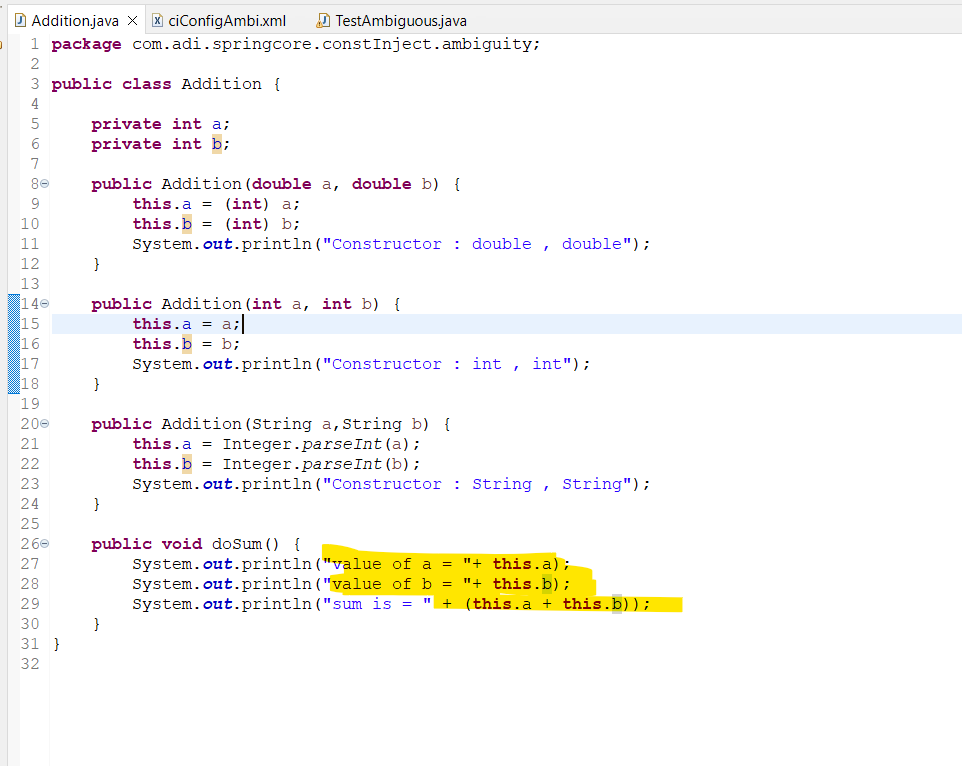 Addition.java ciConfigAmbi.xml TestAmbiguous.java
1 package com.adi.springcore.constInject.ambiguity;
2
3 public class Addition {
4
5     private int a;
6     private int b;
7
8     public Addition(double a, double b) {
9         this.a = (int) a;
10         this.b = (int) b;
11         System.out.println("Constructor : double , double");
12     }
13
14     public Addition(int a, int b) {
15         this.a = a;
16         this.b = b;
17         System.out.println("Constructor : int , int");
18     }
19
20     public Addition(String a,String b) {
21         this.a = Integer.parseInt(a);
22         this.b = Integer.parseInt(b);
23         System.out.println("Constructor : String , String");
24     }
25
26     public void doSum() {
27         System.out.println("value of a = "+ this.a);
28         System.out.println("value of b = "+ this.b);
29         System.out.println("sum is = " + (this.a + this.b));
30     }
31 }
32